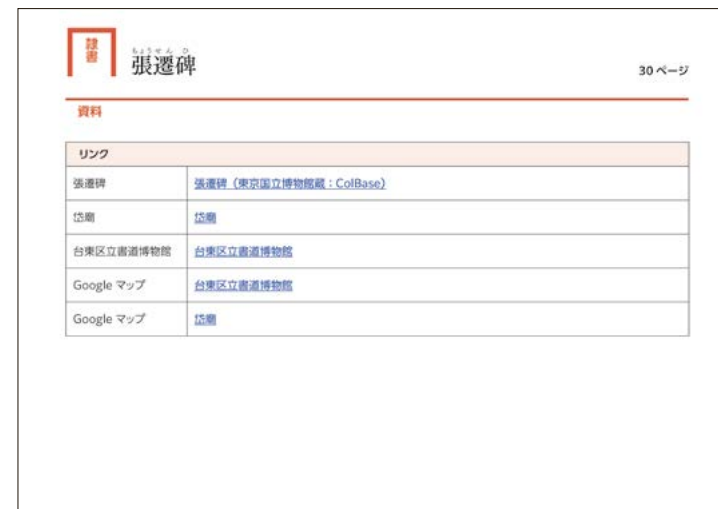 隷書
ちょうせんひ
張遷碑
30 ページ
資料
リンク
張遷碑 張遷碑（東京国立博物館蔵：ColBase）
岱廟 岱廟
台東区立書道博物館 台東区立書道博物館
Google マップ 台東区立書道博物館
Google マップ 岱廟